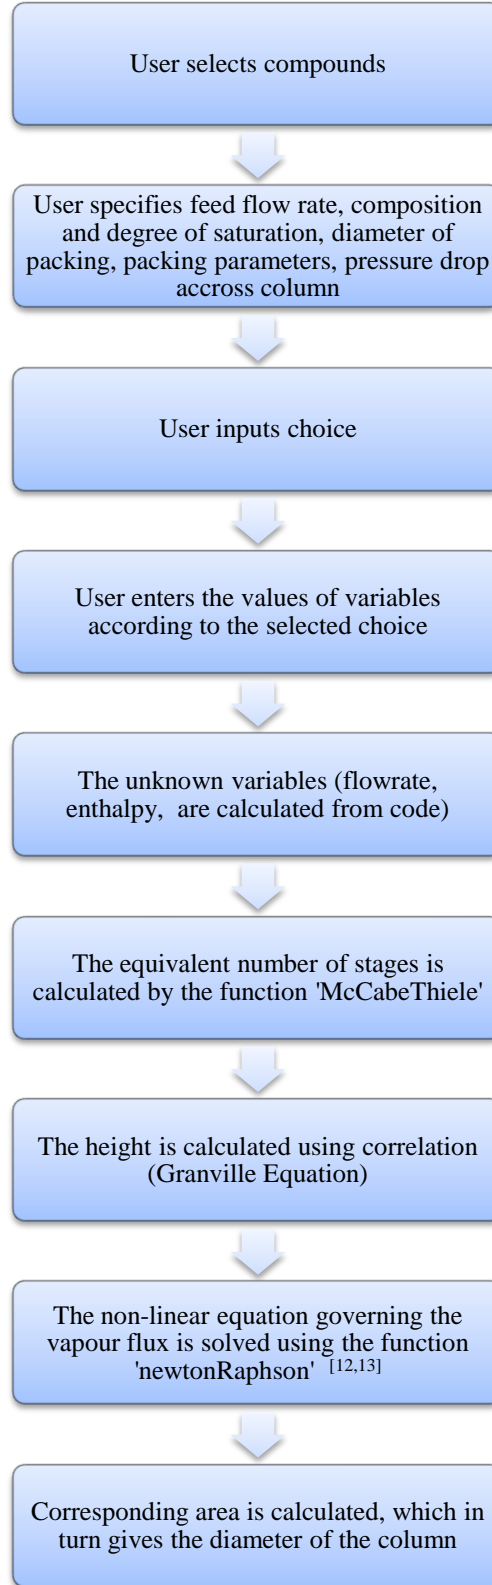 User selects compounds
User specifies feed flow rate, composition
and degree of saturation, diameter of
packing, packing parameters, pressure drop
accross column
User inputs choice
User enters the values of variables
according to the selected choice
The unknown variables (flowrate,
enthalpy,  are calculated from code)
The equivalent number of stages is
calculated by the function 'McCabeThiele'
The height is calculated using correlation
(Granville Equation)
The non-linear equation governing the
vapour flux is solved using the function
'newtonRaphson' [12,13]
Corresponding area is calculated, which in
turn gives the diameter of the column